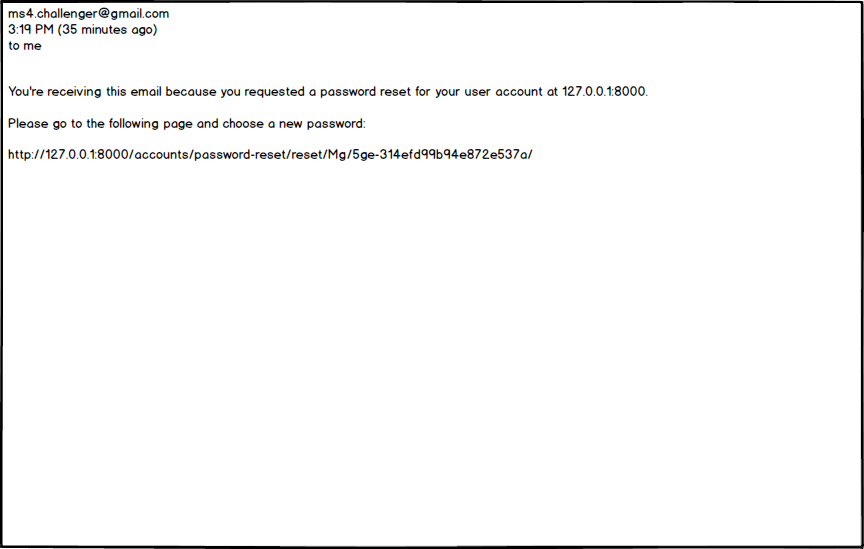 ms4.challenger@gmail.com
3:19 PM (35 minutes ago)
to me
You're receiving this email because you requested a password reset for your user account at 127.0.0.1:8000.
Please go to the following page and choose a new password:
http://127.0.0.1:8000/accounts/password-reset/reset/Mg/5ge-314efd99b94e872e537a/